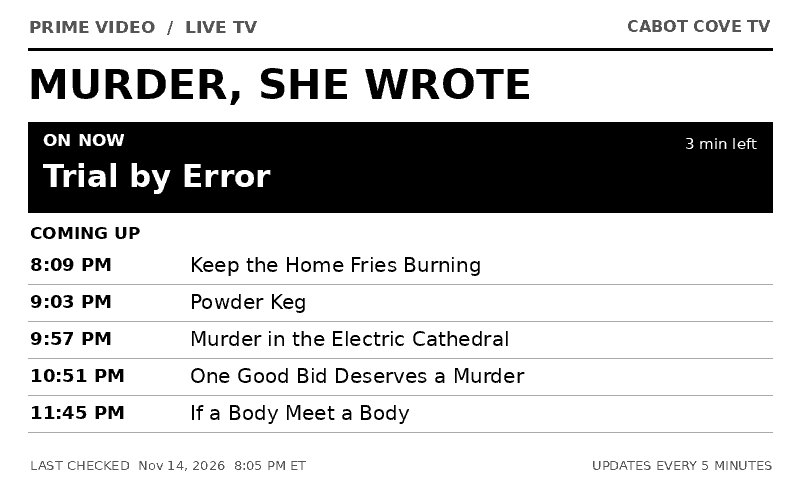 PRIME VIDEO / LIVE TV
CABOT COVE TV
MURDER, SHE WROTE
ON NOW
3 min left
Trial by Error
COMING UP
8:09 PM Keep the Home Fries Burning
9:03 PM Powder Keg
9:57 PM Murder in the Electric Cathedral
10:51 PM One Good Bid Deserves a Murder
11:45 PM If a Body Meet a Body
LAST CHECKED Nov 14, 2026 8:05 PM ET
UPDATES EVERY 5 MINUTES